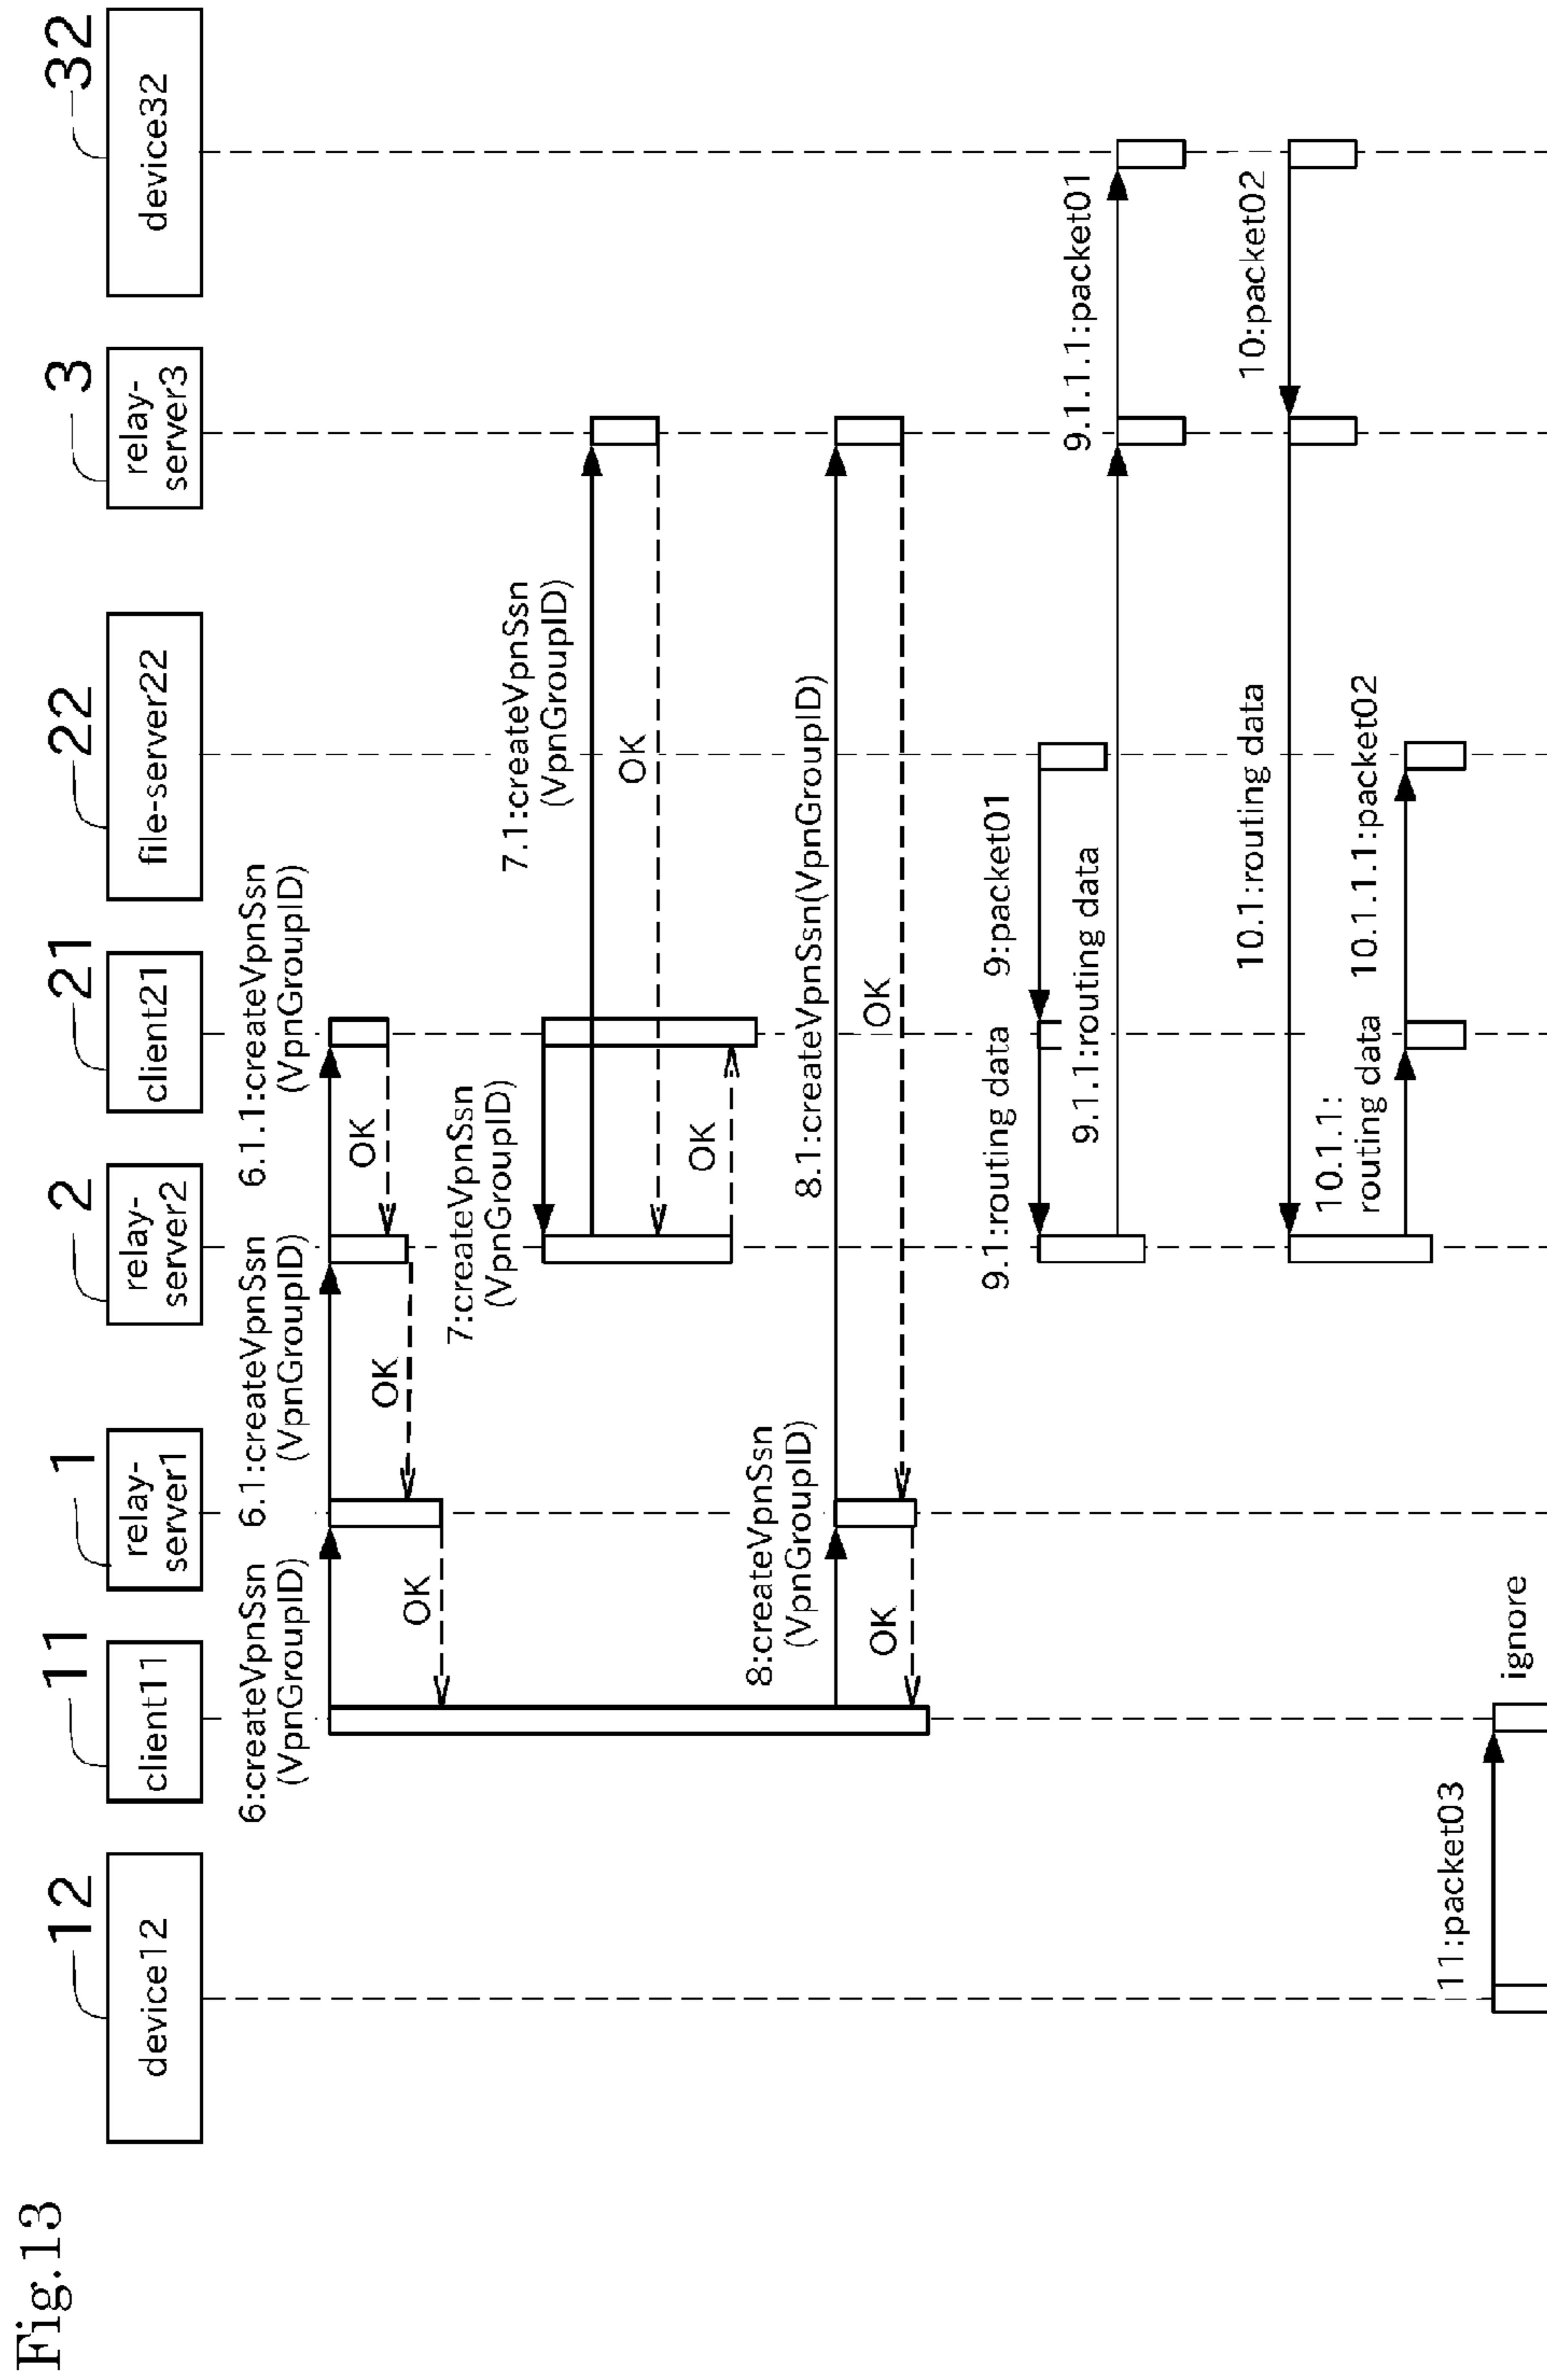 Fig.13
12
11
1
2
21
22
3
32
device12
client11
relay-
server1
relay-
server2
client21
file-server22
relay-
server3
device32
6:createVpnSsn
(VpnGroupID)
6.1:createVpnSsn
(VpnGroupID)
6.1.1:createVpnSsn
(VpnGroupID)
OK
OK
OK
7:createVpnSsn
(VpnGroupID)
7.1:createVpnSsn
(VpnGroupID)
OK
OK
8:createVpnSsn
(VpnGroupID)
8.1:createVpnSsn(VpnGroupID)
OK
OK
9.1:routing data
9:packet01
9.1.1:routing data
9.1.1.1:packet01
10:packet02
10.1:routing data
10.1.1:
routing data
10.1.1.1:packet02
11:packet03
ignore